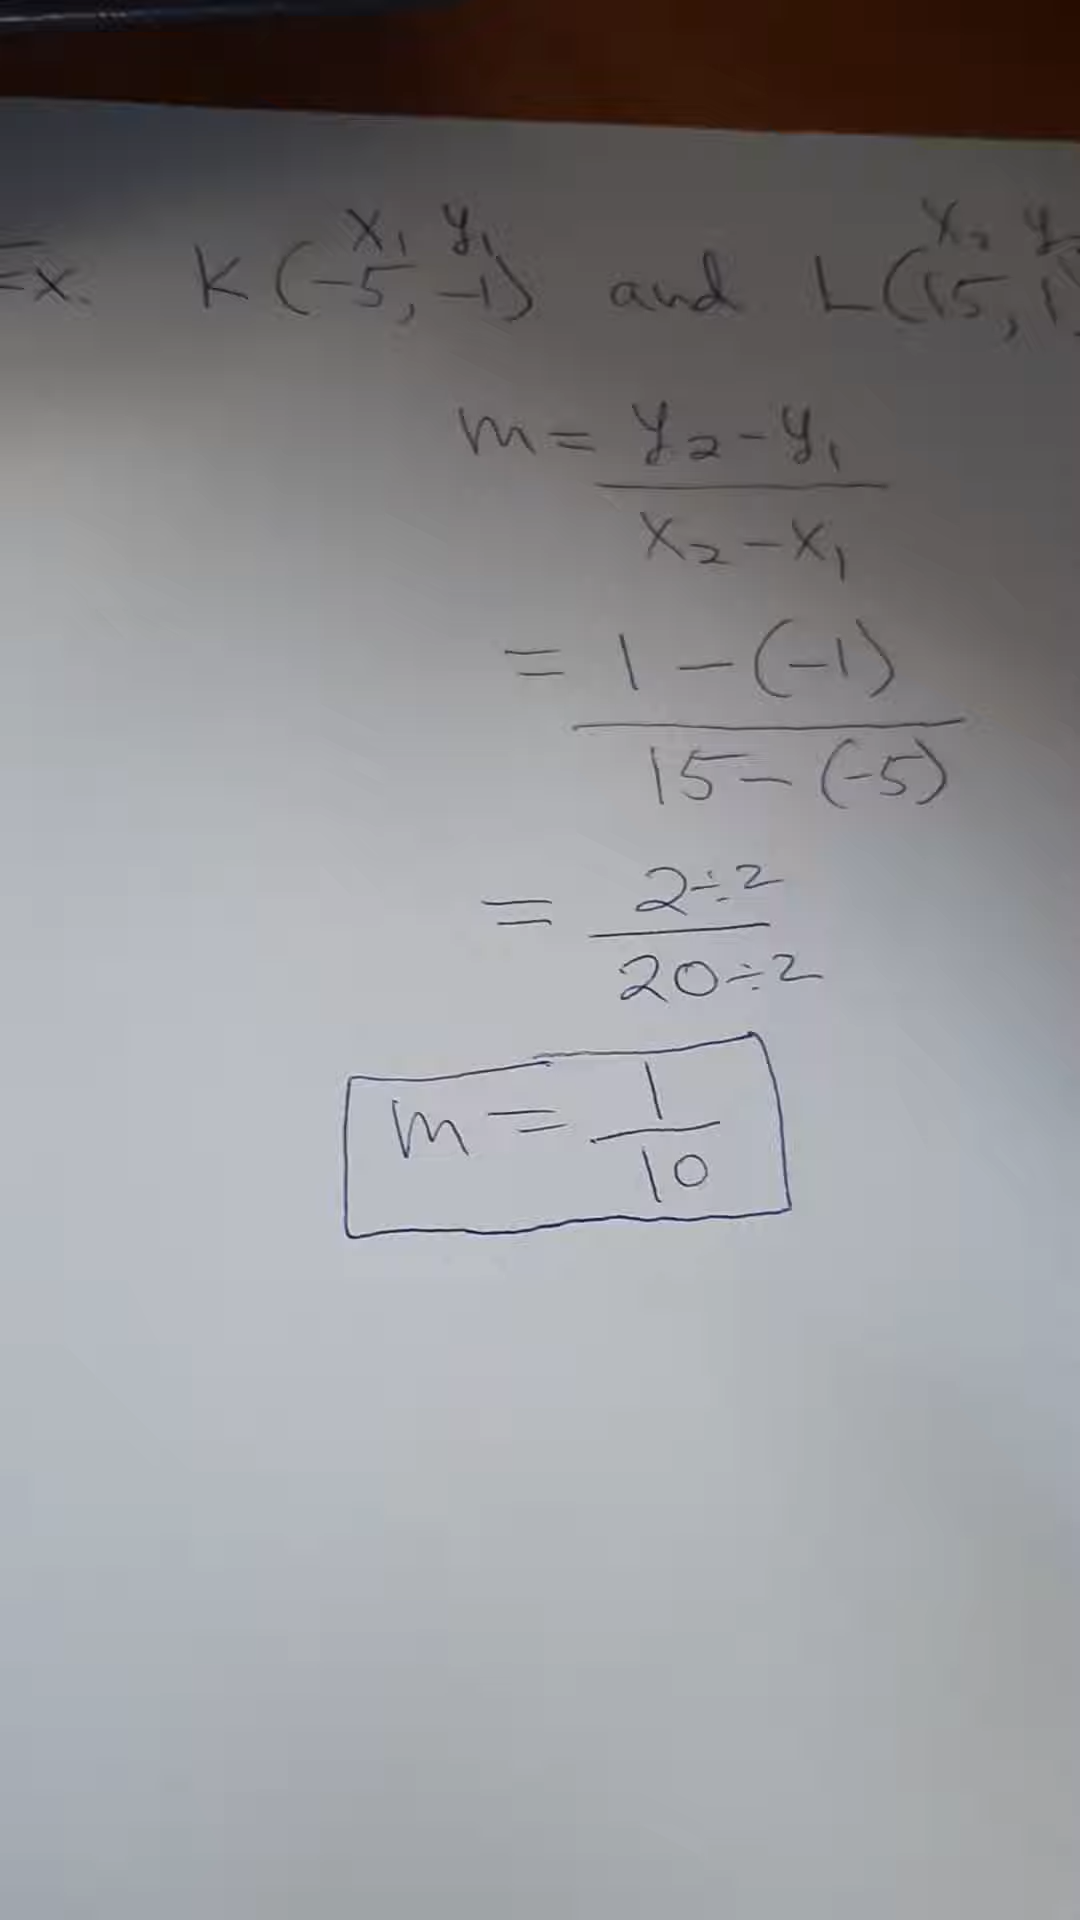 Ex. K(-5, -1) and L(15, 1)
x₁ y₁ x₂ y₂
m = y₂ - y₁
x₂ - x₁
= 1 - (-1)
15 - (-5)
= 2÷2
20÷2
m = 1
10